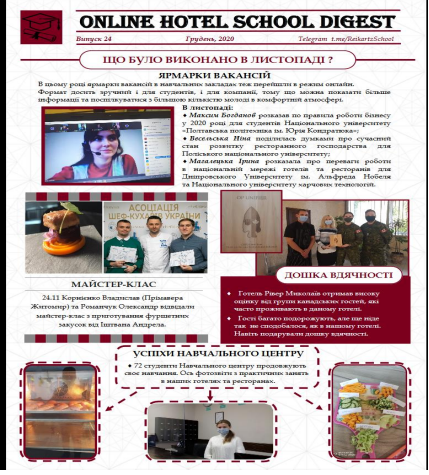 ONLINE HOTEL SCHOOL DIGEST
Випуск 24
Грудень, 2020
Telegram t.me/ReikartzSchool
ЩО БУЛО ВИКОНАНО В ЛИСТОПАДІ ?
ЯРМАРКИ ВАКАНСІЙ
В цьому році ярмарки вакансій в навчальних закладах теж перейшли в режим онлайн.
Формат досить зручний і для студентів, і для компанії, тому що можна показати більше
інформації та поспілкуватися з більшою кількістю молоді в комфортній атмосфері.
В листопаді:
• Максим Богданов розказав по правила роботи бізнесу
у 2020 році для студентів Національного університету
«Полтавська політехніка ім. Юрія Кондратюка»;
• Весельська Ніна поділилась думками про сучасний
стан розвитку ресторанного господарства для
Поліського національного університету;
• Магалецька Ірина розказала про переваги роботи
в національній мережі готелів та ресторанів для
Дніпровського Університету ім. Альфреда Нобеля
та Національного університету харчових технологій.
АСОЦІАЦІЯ
ШЕФ-КУХАРІВ УКРАЇНИ
МАЙСТЕР-КЛАС
24.11 Корнієнко Владислав (Прімавера
Житомир) та Романчук Олександр відвідали
майстер-клас з приготування фуршетних
закусок від Іштвана Андрела.
ДОШКА ВДЯЧНОСТІ
• Готель Рівер Миколаїв отримав високу
оцінку від групи канадських гостей, які
часто проживають в даному готелі.
• Гості багато подорожують, але ще ніде
так не сподобалося, як в нашому готелі.
Навіть подарували дошку вдячності.
УСПІХИ НАВЧАЛЬНОГО ЦЕНТРУ
• 72 студенти Навчального центру продовжують
своє навчання. Ось фотозвіти з практичних занять
в наших готелях та ресторанах.